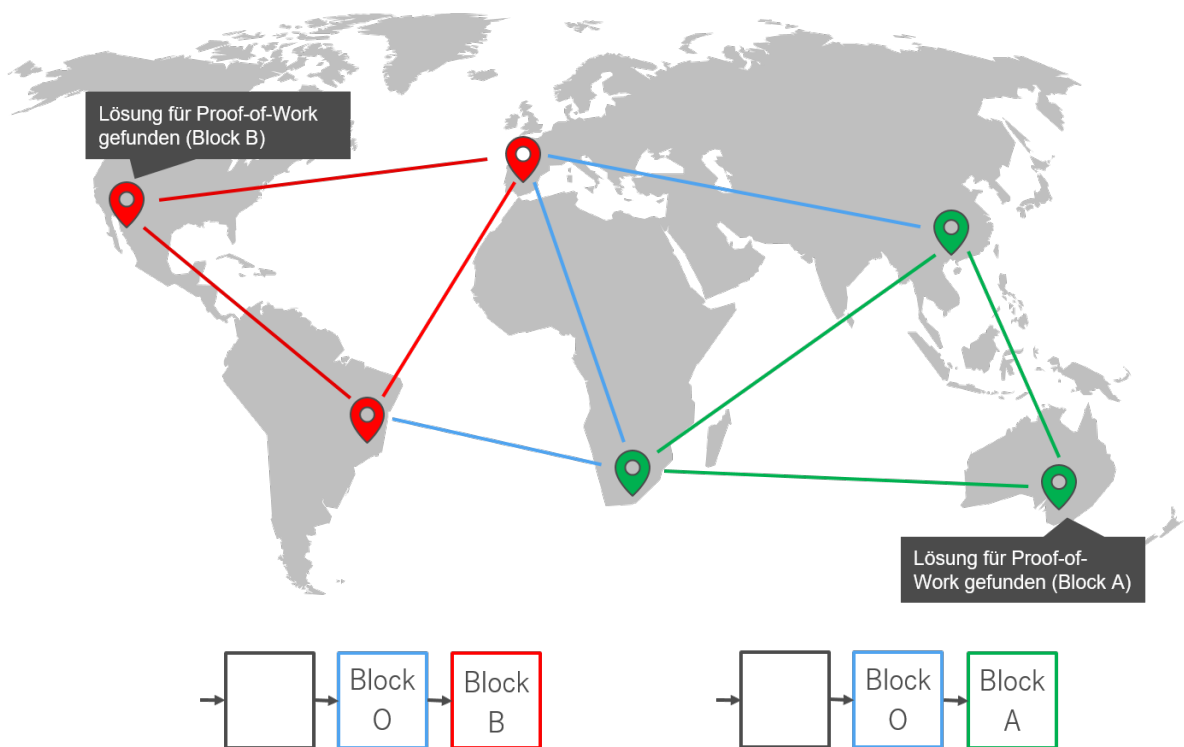 Lösung für Proof-of-Work
gefunden (Block B)
Lösung für Proof-of-
Work gefunden (Block A)
Block
O
Block
B
Block
O
Block
A